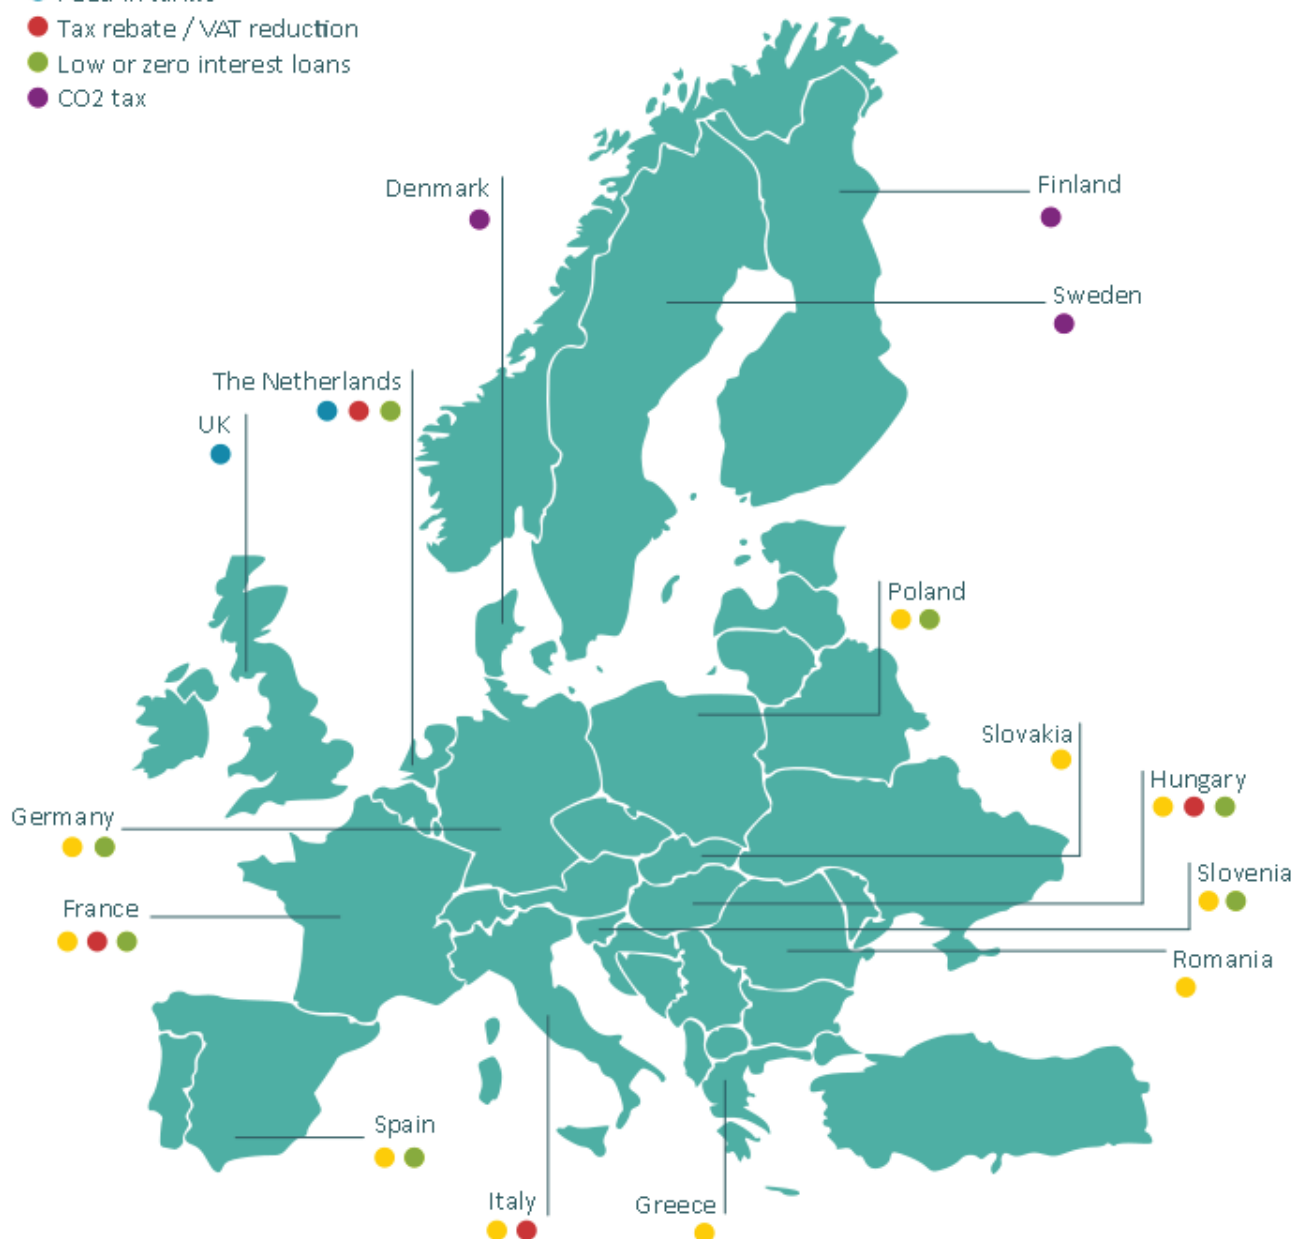 Tax rebate / VAT reduction
Low or zero interest loans
CO2 tax
Denmark
Finland
Sweden
The Netherlands
UK
Poland
Slovakia
Hungary
Germany
Slovenia
France
Romania
Spain
Italy
Greece